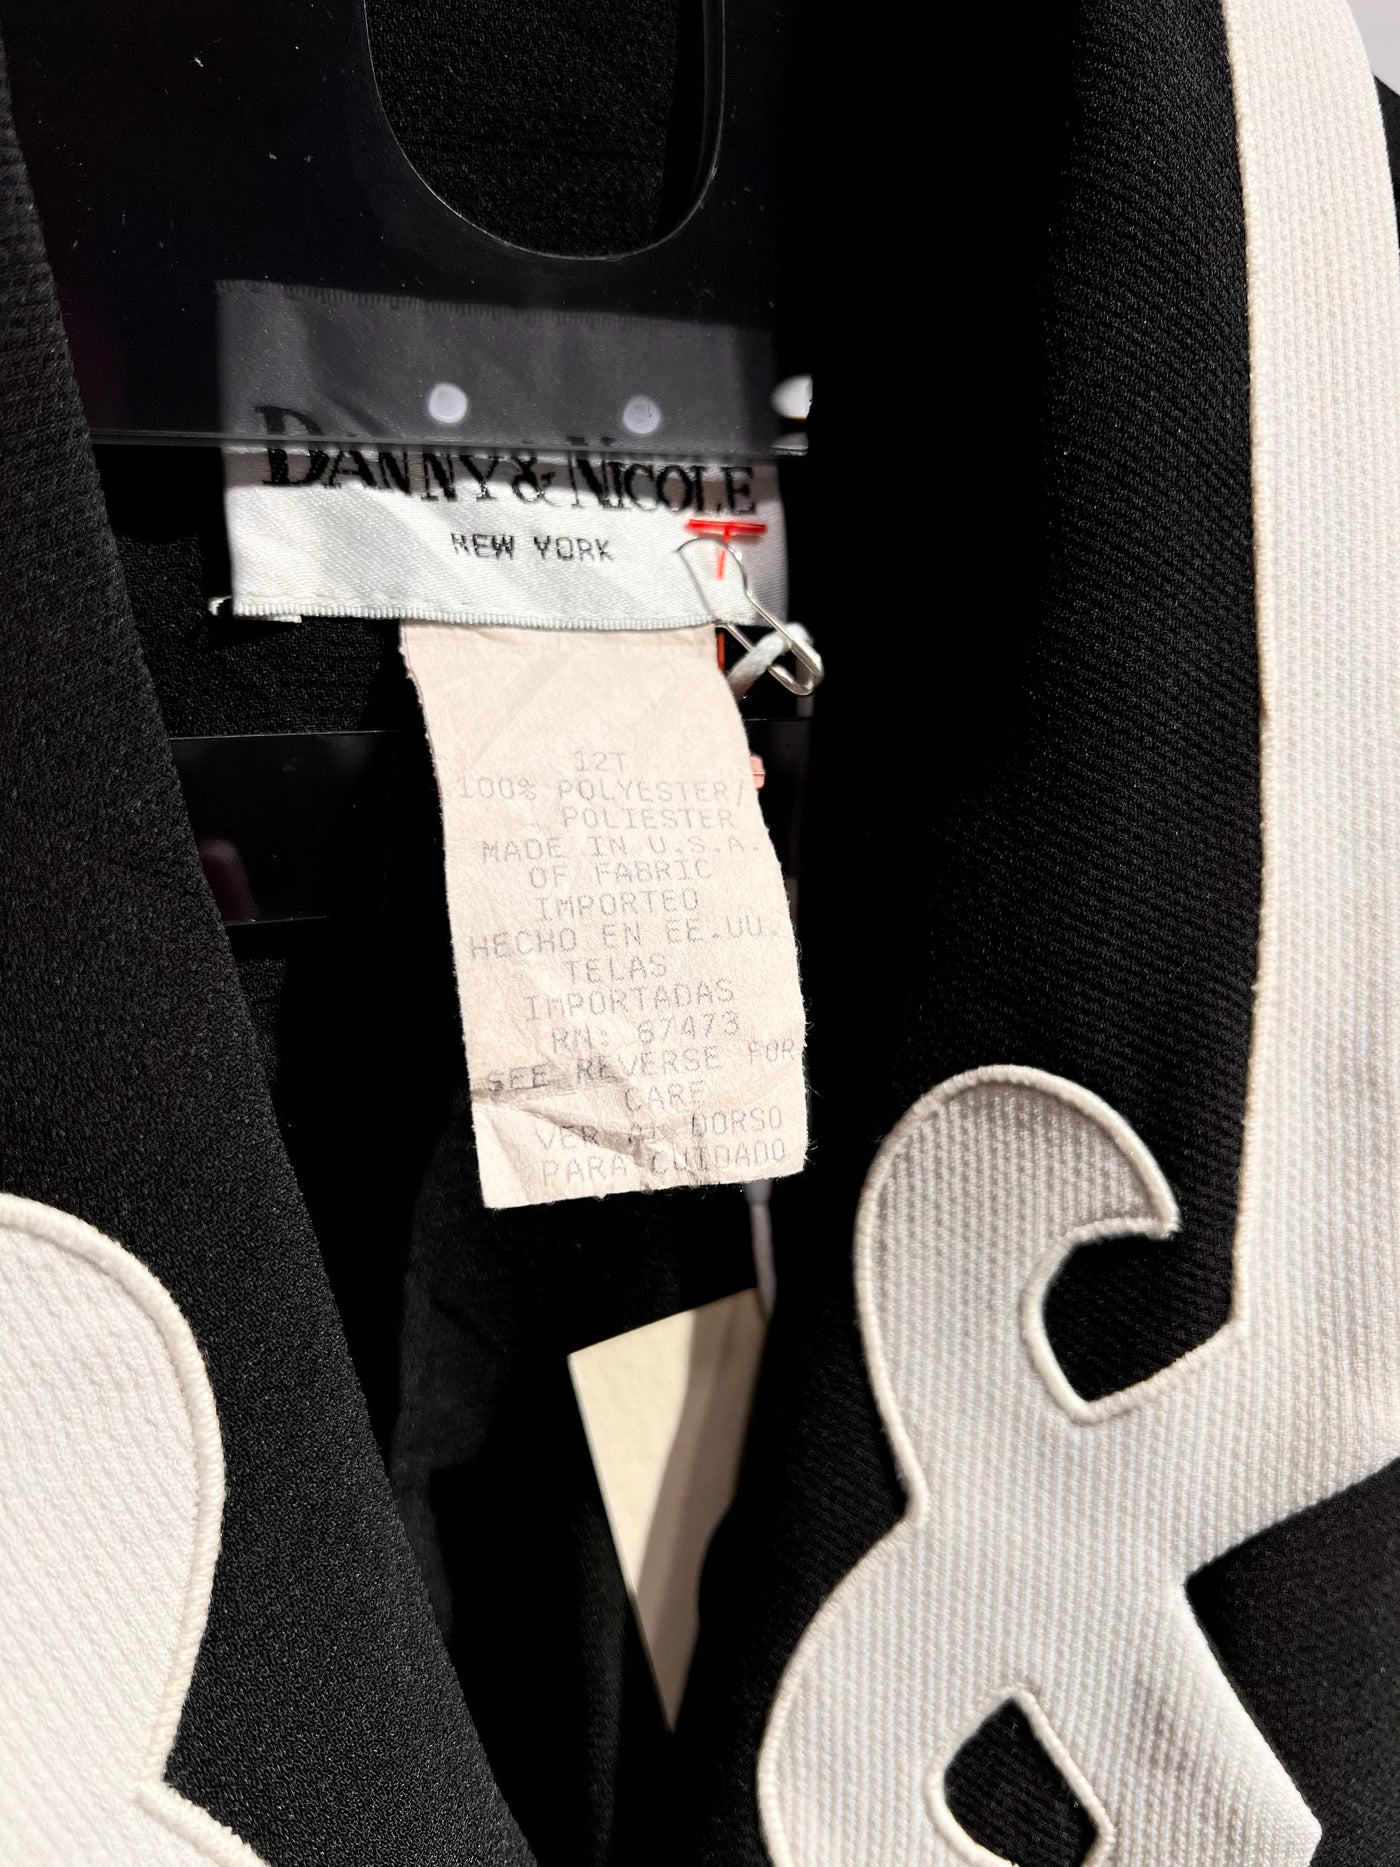 DANNY & NICOLE
NEW YORK
12T
100% POLYESTER/
POLIESTER
MADE IN U.S.A.
OF FABRIC
IMPORTED
HECHO EN EE.UU.
TELAS
IMPORTADAS
RN: 67473
SEE REVERSE FOR
CARE
VER AL DORSO
PARA CUIDADO